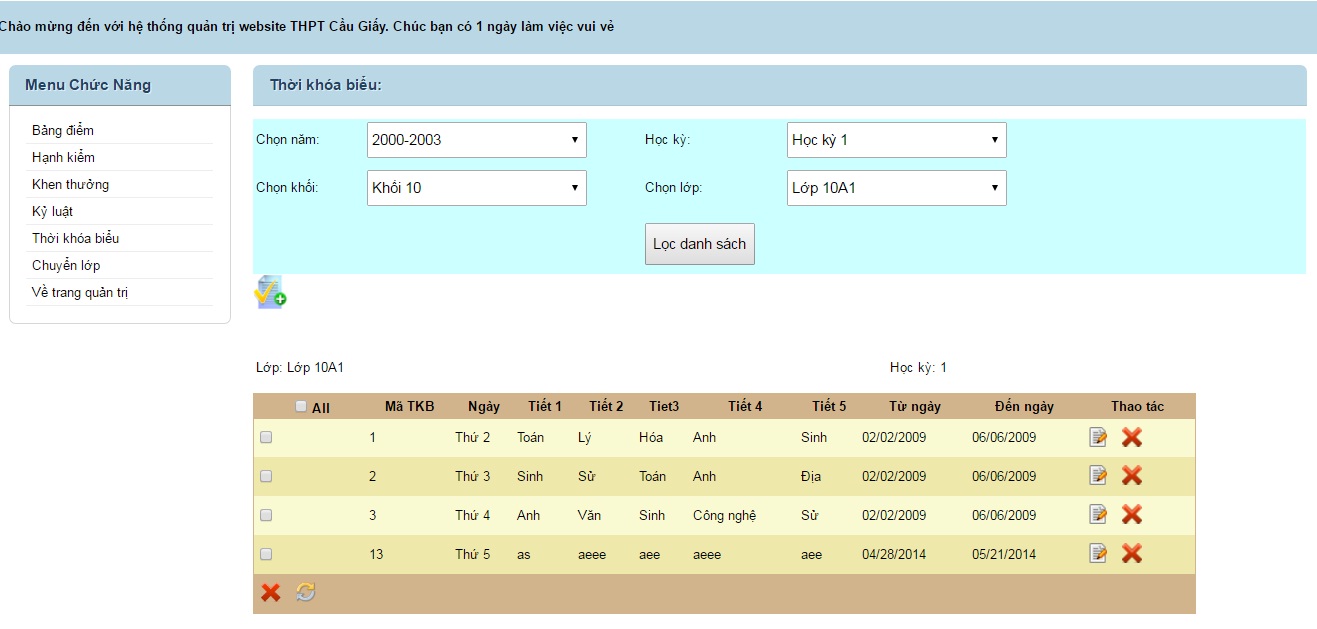 Chào mừng đến với hệ thống quản trị website THPT Cầu Giấy. Chúc bạn có 1 ngày làm việc vui vẻ
Menu Chức Năng
Bảng điểm
Hạnh kiểm
Khen thưởng
Kỷ luật
Thời khóa biểu
Chuyển lớp
Về trang quản trị
Thời khóa biểu:
Chọn năm: 2000-2003 Học kỳ: Học kỳ 1
Chọn khối: Khối 10 Chọn lớp: Lớp 10A1
Lọc danh sách
Lớp: Lớp 10A1 Học kỳ: 1
All Mã TKB Ngày Tiết 1 Tiết 2 Tiet3 Tiết 4 Tiết 5 Từ ngày Đến ngày Thao tác
1 Thứ 2 Toán Lý Hóa Anh Sinh 02/02/2009 06/06/2009
2 Thứ 3 Sinh Sử Toán Anh Địa 02/02/2009 06/06/2009
3 Thứ 4 Anh Văn Sinh Công nghệ Sử 02/02/2009 06/06/2009
13 Thứ 5 as aeee aee aeee aee 04/28/2014 05/21/2014